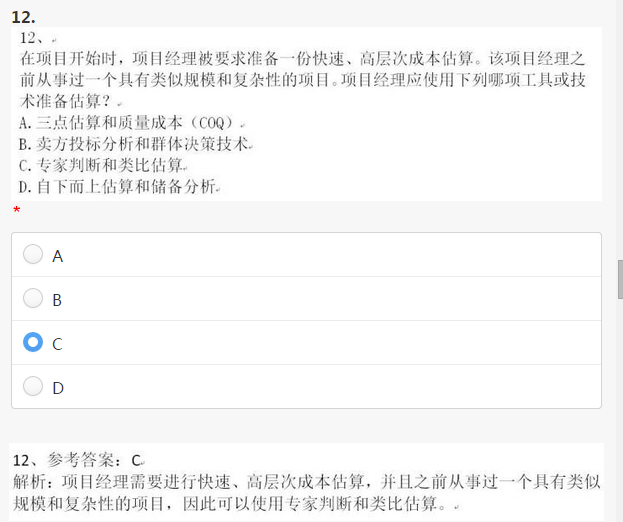 12.
12、
在项目开始时，项目经理被要求准备一份快速、高层次成本估算。该项目经理之
前从事过一个具有类似规模和复杂性的项目。项目经理应使用下列哪项工具或技
术准备估算？
A. 三点估算和质量成本（COQ）
B. 卖方投标分析和群体决策技术
C. 专家判断和类比估算
D. 自下而上估算和储备分析
*
A
B
C
D
12、参考答案：C
解析：项目经理需要进行快速、高层次成本估算，并且之前从事过一个具有类似
规模和复杂性的项目，因此可以使用专家判断和类比估算。